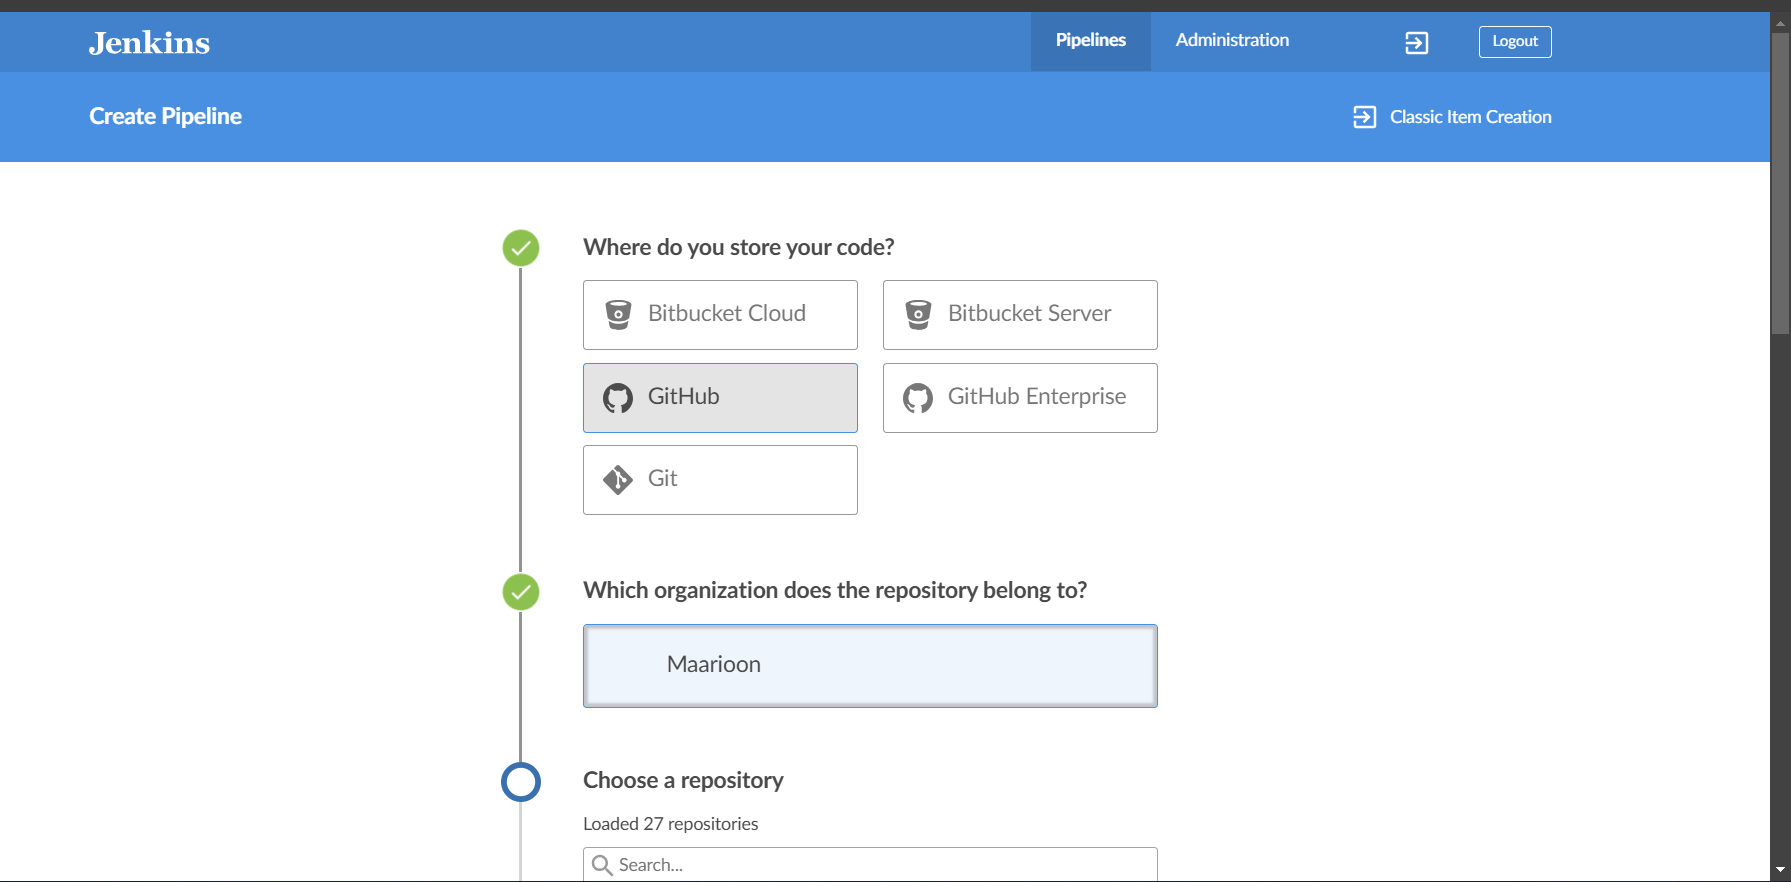 Jenkins
Pipelines
Administration
Logout
Create Pipeline
Classic Item Creation
Where do you store your code?
Bitbucket Cloud
Bitbucket Server
GitHub
GitHub Enterprise
Git
Which organization does the repository belong to?
Maarioon
Choose a repository
Loaded 27 repositories
Search...